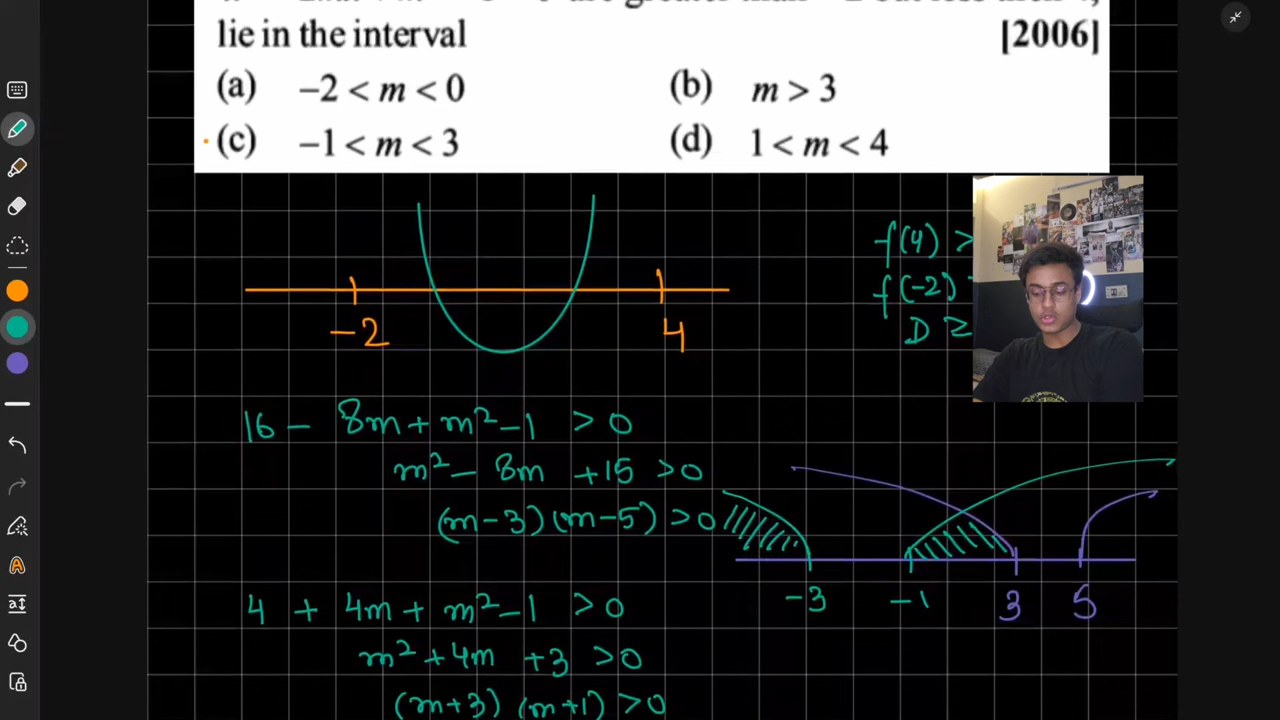 lie in the interval [2006]
(a) −2 < m < 0 (b) m > 3
(c) −1 < m < 3 (d) 1 < m < 4
f(4) >
f(-2)
D ≥
-2 4
16 - 8m + m² - 1 > 0
m² - 8m + 15 > 0
(m-3)(m-5) > 0
-3 -1 3 5
4 + 4m + m² - 1 > 0
m² + 4m + 3 > 0
(m+3) (m+1) > 0